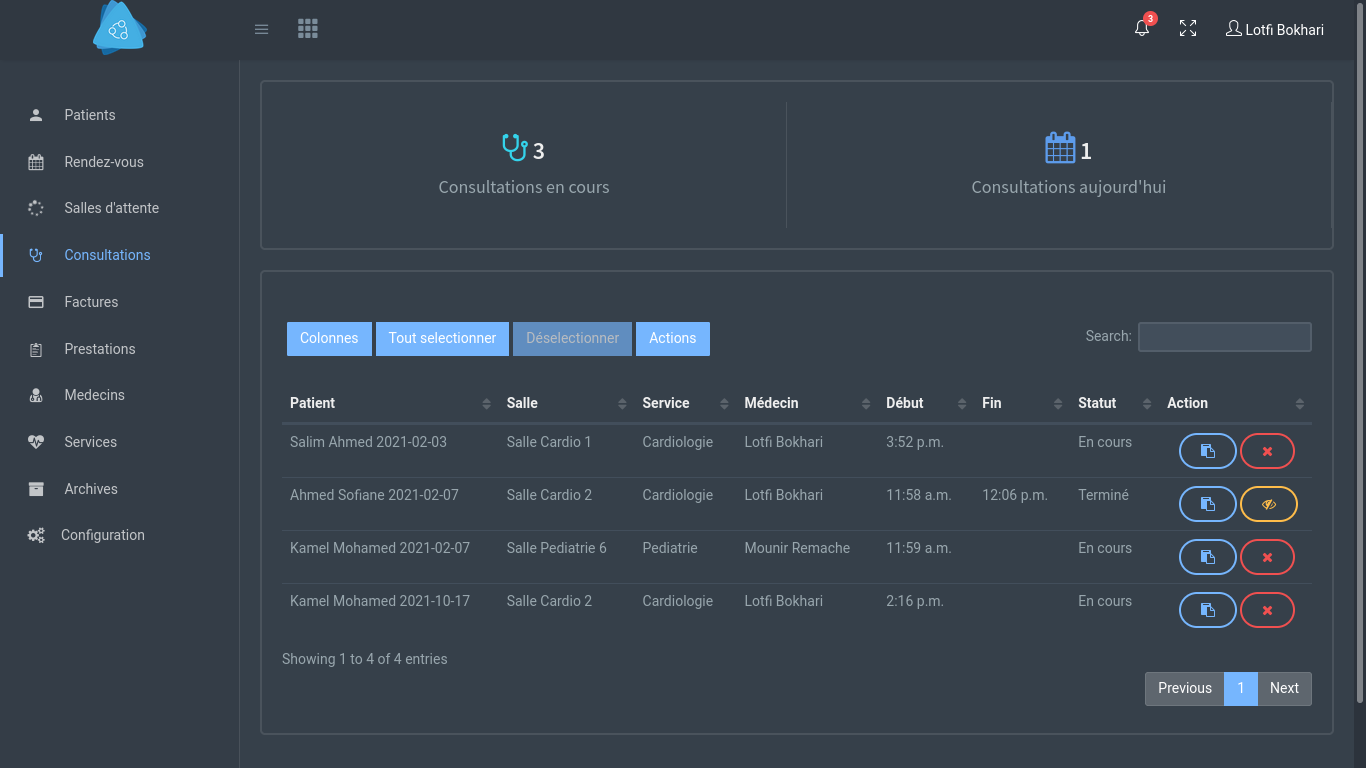 3
Lotfi Bokhari
Patients
Rendez-vous
Salles d'attente
Consultations
Factures
Prestations
Medecins
Services
Archives
Configuration
3
Consultations en cours
1
Consultations aujourd'hui
Colonnes Tout selectionner Déselectionner Actions Search:
Patient Salle Service Médecin Début Fin Statut Action
Salim Ahmed 2021-02-03 Salle Cardio 1 Cardiologie Lotfi Bokhari 3:52 p.m. En cours
Ahmed Sofiane 2021-02-07 Salle Cardio 2 Cardiologie Lotfi Bokhari 11:58 a.m. 12:06 p.m. Terminé
Kamel Mohamed 2021-02-07 Salle Pediatrie 6 Pediatrie Mounir Remache 11:59 a.m. En cours
Kamel Mohamed 2021-10-17 Salle Cardio 2 Cardiologie Lotfi Bokhari 2:16 p.m. En cours
Showing 1 to 4 of 4 entries
Previous 1 Next